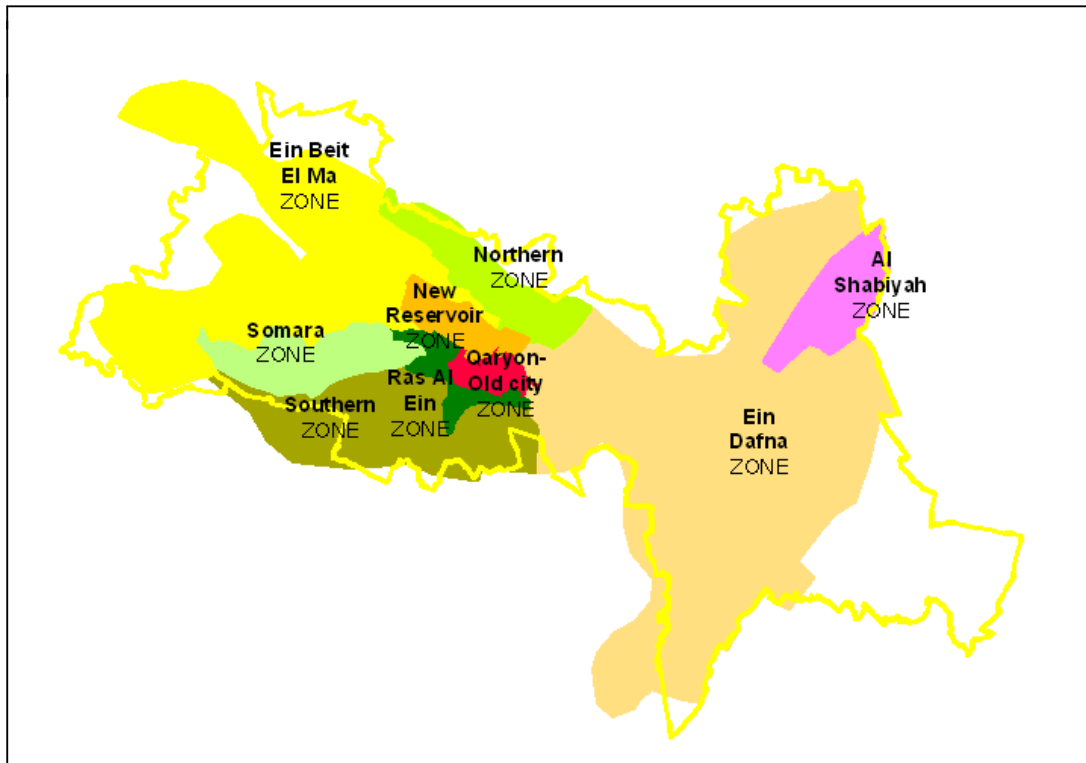 Ein Beit
El Ma
ZONE
Northern
ZONE
Al
Shabiyah
ZONE
New
Reservoir
ZONE
Somara
ZONE
Qaryon-
Old city
ZONE
Ras Al
Ein
ZONE
Southern
ZONE
Ein
Dafna
ZONE